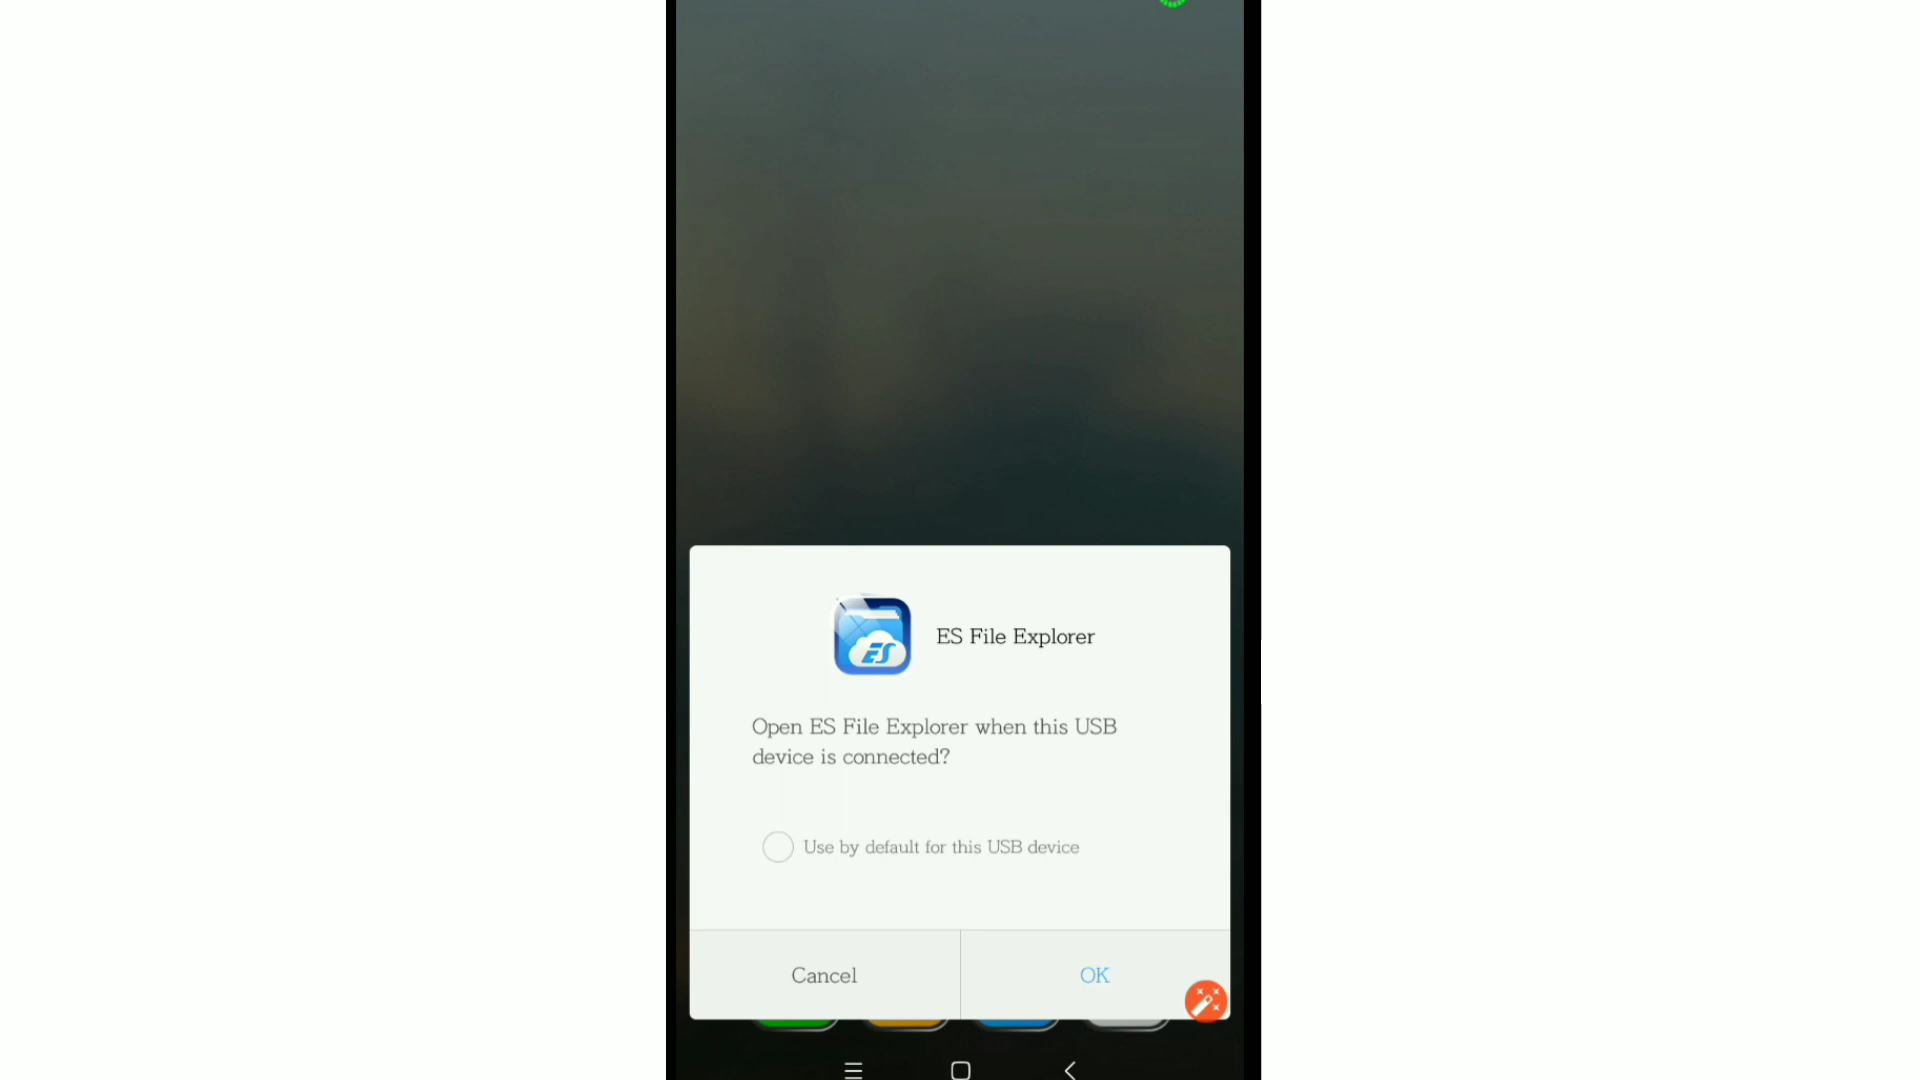 ES
ES File Explorer
Open ES File Explorer when this USB
device is connected?
Use by default for this USB device
Cancel
OK